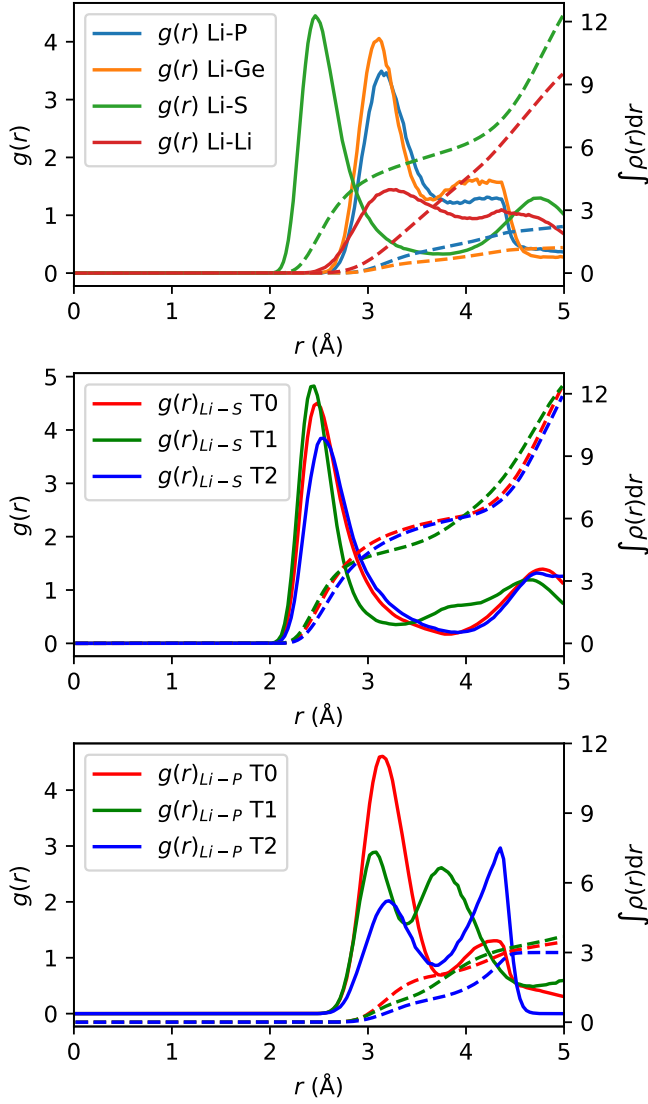 g(r) Li-P
g(r) Li-Ge
g(r) Li-S
g(r) Li-Li
g(r)
∫ρ(r)dr
0 1 2 3 4
0 3 6 9 12
0 1 2 3 4 5
r (Å)
g(r)Li−S T0
g(r)Li−S T1
g(r)Li−S T2
g(r)
∫ρ(r)dr
0 1 2 3 4 5
0 3 6 9 12
0 1 2 3 4 5
r (Å)
g(r)Li−P T0
g(r)Li−P T1
g(r)Li−P T2
g(r)
∫ρ(r)dr
0 1 2 3 4
0 3 6 9 12
0 1 2 3 4 5
r (Å)